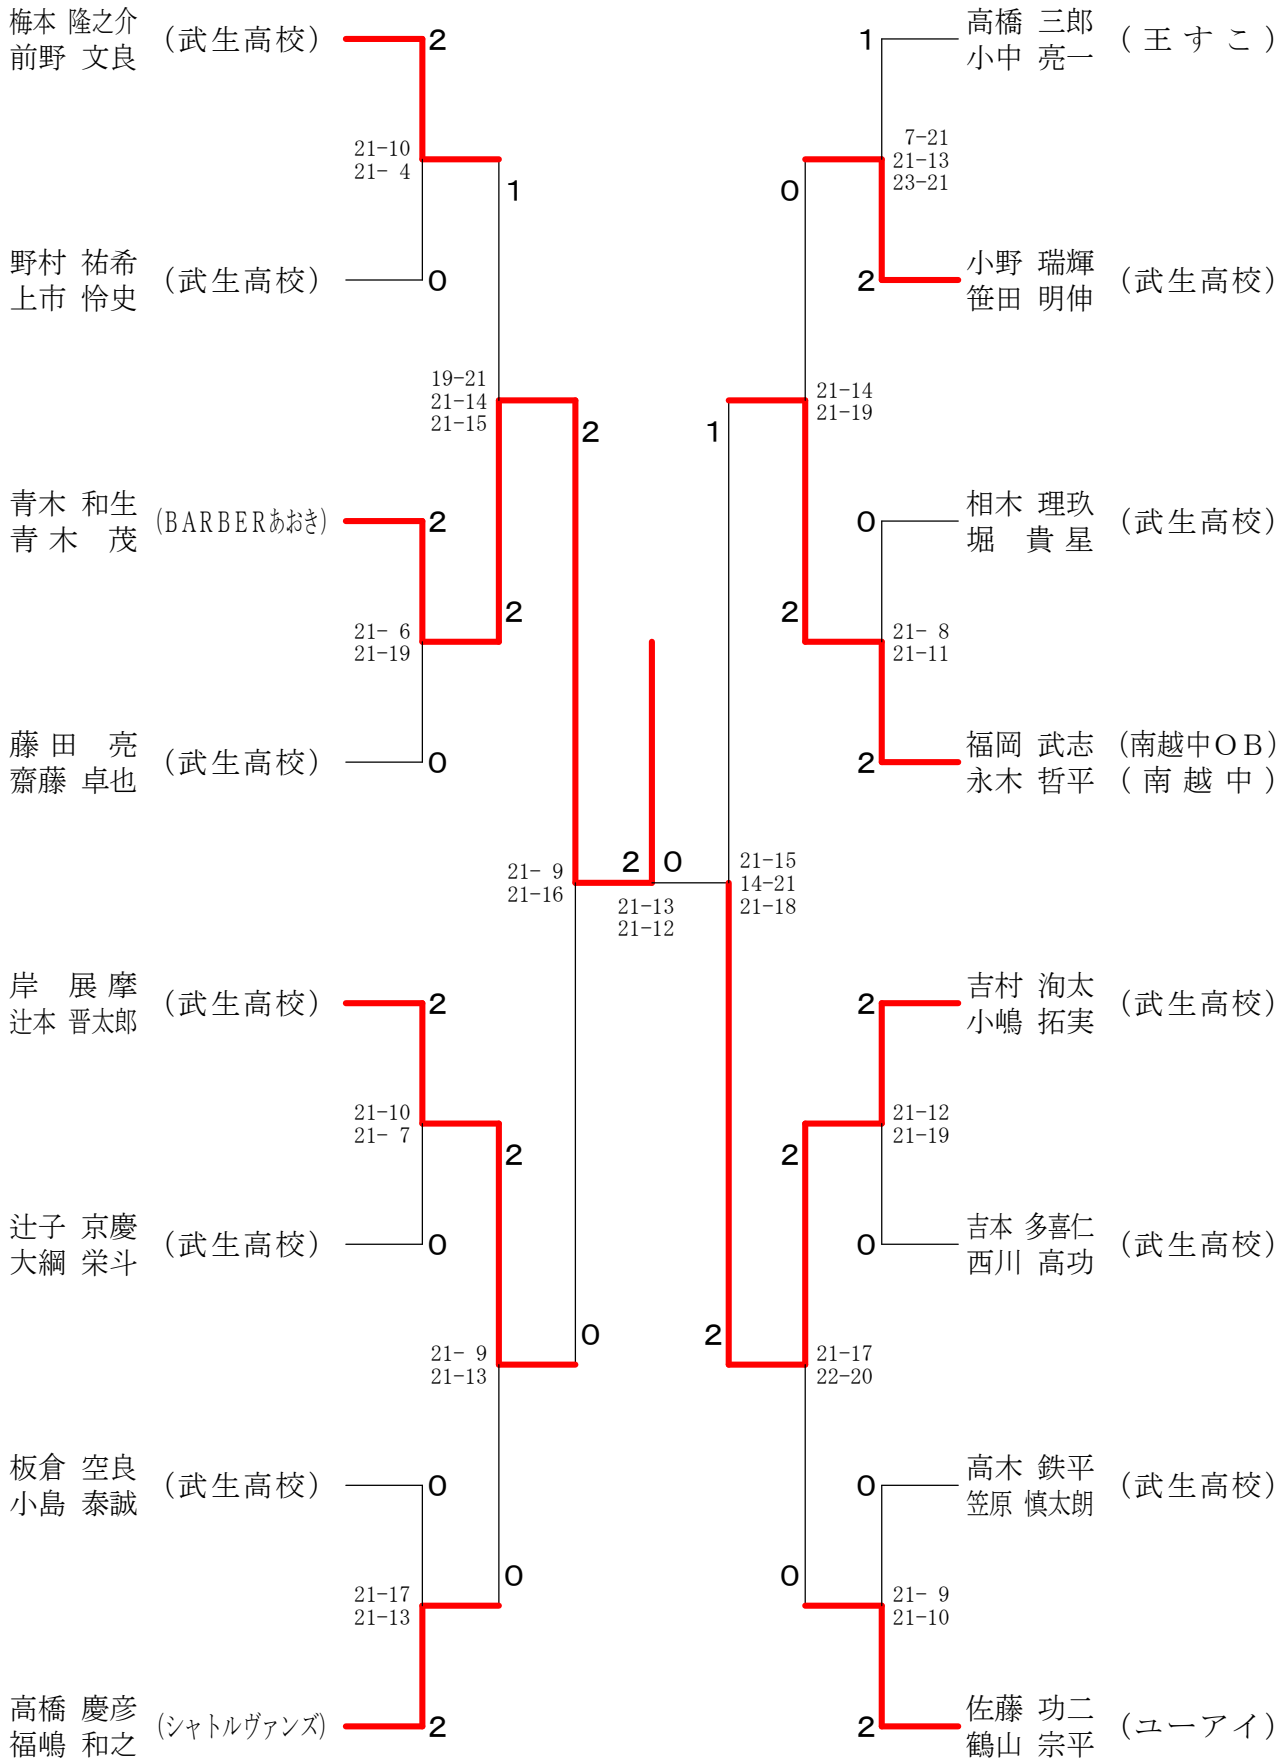 梅本 隆之介
前野 文良
(武生高校)
2
21-10
21- 4
1
野村 祐希
上市 怜史
(武生高校)
0
19-21
21-14
21-15
2
青木 和生
青木 茂
(BARBERあおき)
2
21- 6
21-19
2
藤田 亮
齋藤 卓也
(武生高校)
0
21- 9
21-16
2
0
21-13
21-12
岸 展摩
辻本 晋太郎
(武生高校)
2
21-10
21- 7
2
辻子 京慶
大綱 栄斗
(武生高校)
0
21- 9
21-13
0
板倉 空良
小島 泰誠
(武生高校)
0
21-17
21-13
0
高橋 慶彦
福嶋 和之
(シャトルヴァンズ)
2
高橋 三郎
小中 亮一
(王すこ)
1
7-21
21-13
23-21
0
小野 瑞輝
笹田 明伸
(武生高校)
2
21-14
21-19
1
相木 理玖
堀 貴星
(武生高校)
0
21- 8
21-11
2
福岡 武志
永木 哲平
(南越中OB)
(南越中)
2
21-15
14-21
21-18
吉村 洵太
小嶋 拓実
(武生高校)
2
21-12
21-19
2
吉本 多喜仁
西川 高功
(武生高校)
0
21-17
22-20
2
高木 鉄平
笠原 慎太朗
(武生高校)
0
21- 9
21-10
0
佐藤 功二
鶴山 宗平
(ユーアイ)
2